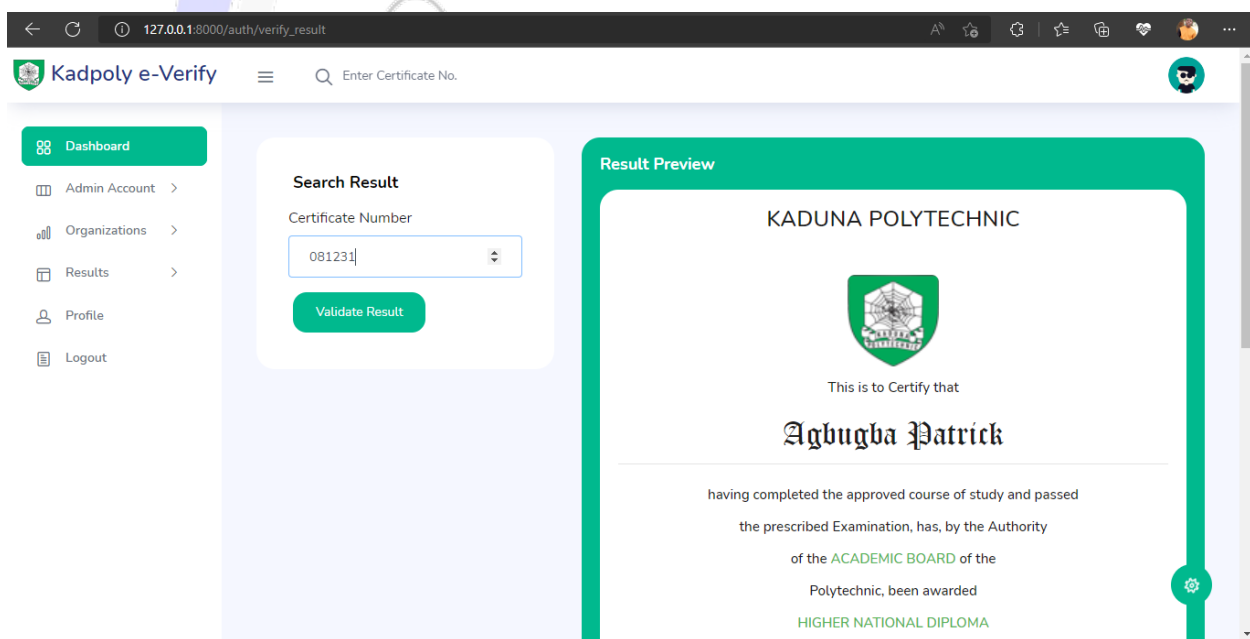 127.0.0.1:8000/auth/verify_result
Kadpoly e-Verify
Enter Certificate No.
Dashboard
Admin Account
Organizations
Results
Profile
Logout
Search Result
Certificate Number
081231
Validate Result
Result Preview
KADUNA POLYTECHNIC
KADUNA
POLYTECHNIC
This is to Certify that
Agbugba Patrick
having completed the approved course of study and passed
the prescribed Examination, has, by the Authority
of the ACADEMIC BOARD of the
Polytechnic, been awarded
HIGHER NATIONAL DIPLOMA